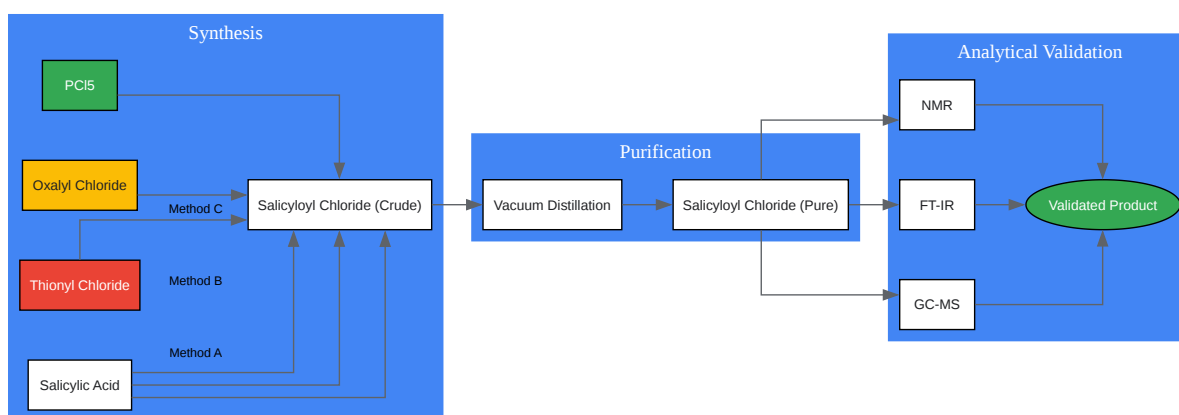 Synthesis
PCl5
Oxalyl Chloride
Method C
Salicyloyl Chloride (Crude)
Thionyl Chloride
Method B
Method A
Salicylic Acid
Purification
Vacuum Distillation
Salicyloyl Chloride (Pure)
Analytical Validation
NMR
FT-IR
Validated Product
GC-MS